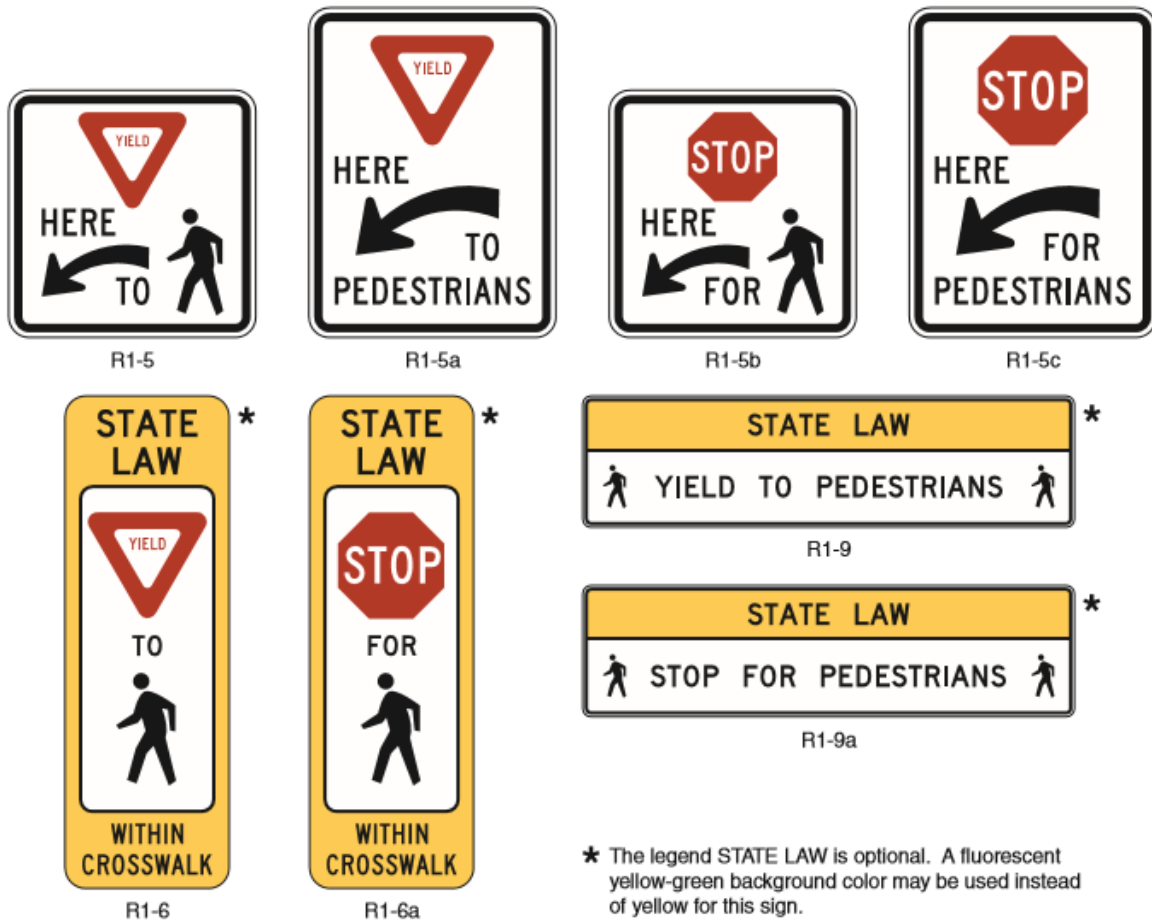 YIELD
HERE
TO
R1-5
YIELD
HERE
TO
PEDESTRIANS
R1-5a
STOP
HERE
FOR
R1-5b
STOP
HERE
FOR
PEDESTRIANS
R1-5c
STATE
LAW
*
YIELD
TO
WITHIN
CROSSWALK
R1-6
STATE
LAW
*
STOP
FOR
WITHIN
CROSSWALK
R1-6a
STATE LAW
*
YIELD TO PEDESTRIANS
R1-9
STATE LAW
*
STOP FOR PEDESTRIANS
R1-9a
* The legend STATE LAW is optional. A fluorescent
yellow-green background color may be used instead
of yellow for this sign.